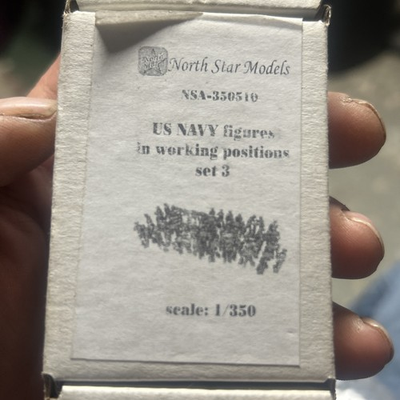 North Star Models
NSA-350510
US NAVY figures
in working positions
set 3
scale: 1/350